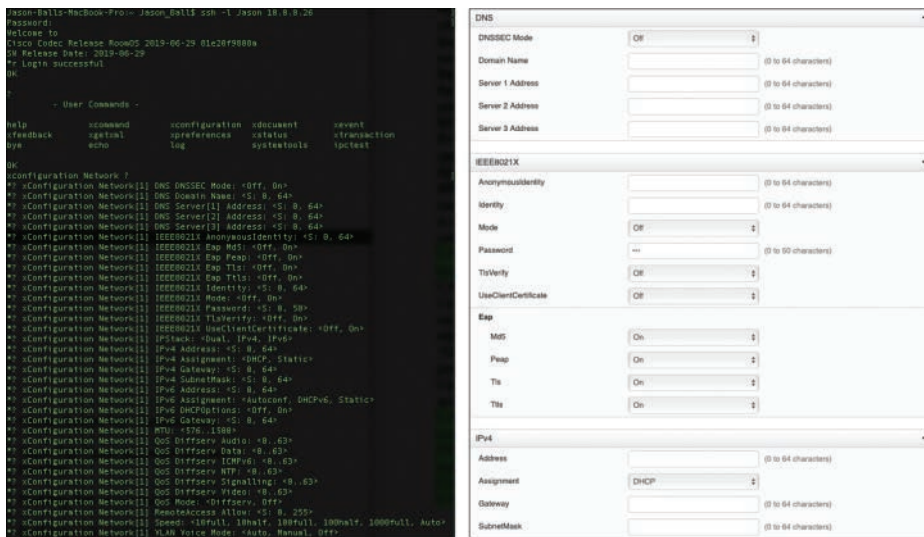 Jason-Balls-MacBook-Pro:~ Jason_Ball$ ssh -l Jason 10.8.8.26
Password:
Welcome to
Cisco Codec Release RoomOS 2019-06-29
SW Release Date: 2019-06-29
*r Login successful
OK
?
- User Commands -
help xcommand xconfiguration xdocument xevent
xfeedback xgetxml xpreferences xstatus xtransaction
bye echo log systemtools ipctest
OK
xconfiguration Network ?
*? xConfiguration Network[1] DNS DNSSEC Mode: <Off, On>
*? xConfiguration Network[1] DNS Domain Name: <S: 0, 64>
*? xConfiguration Network[1] DNS Server[1] Address: <S: 0, 64>
*? xConfiguration Network[1] DNS Server[2] Address: <S: 0, 64>
*? xConfiguration Network[1] DNS Server[3] Address: <S: 0, 64>
*? xConfiguration Network[1] IEEE8021X AnonymousIdentity: <S: 0, 64>
*? xConfiguration Network[1] IEEE8021X Eap Md5: <Off, On>
*? xConfiguration Network[1] IEEE8021X Eap Peap: <Off, On>
*? xConfiguration Network[1] IEEE8021X Eap Tls: <Off, On>
*? xConfiguration Network[1] IEEE8021X Eap Ttls: <Off, On>
*? xConfiguration Network[1] IEEE8021X Identity: <S: 0, 64>
*? xConfiguration Network[1] IEEE8021X Mode: <Off, On>
*? xConfiguration Network[1] IEEE8021X Password: <S: 0, 50>
*? xConfiguration Network[1] IEEE8021X TlsVerify: <Off, On>
*? xConfiguration Network[1] IEEE8021X UseClientCertificate: <Off, On>
*? xConfiguration Network[1] IPStack: <Dual, IPv4, IPv6>
*? xConfiguration Network[1] IPv4 Address: <S: 0, 64>
*? xConfiguration Network[1] IPv4 Assignment: <DHCP, Static>
*? xConfiguration Network[1] IPv4 Gateway: <S: 0, 64>
*? xConfiguration Network[1] IPv4 SubnetMask: <S: 0, 64>
*? xConfiguration Network[1] IPv6 Address: <S: 0, 64>
*? xConfiguration Network[1] IPv6 Assignment: <Autoconf, DHCPv6, Static>
*? xConfiguration Network[1] IPv6 DHCPOptions: <Off, On>
*? xConfiguration Network[1] IPv6 Gateway: <S: 0, 64>
*? xConfiguration Network[1] MTU: <576..1500>
*? xConfiguration Network[1] QoS Diffserv Audio: <0..63>
*? xConfiguration Network[1] QoS Diffserv Data: <0..63>
*? xConfiguration Network[1] QoS Diffserv ICMPv6: <0..63>
*? xConfiguration Network[1] QoS Diffserv NTP: <0..63>
*? xConfiguration Network[1] QoS Diffserv Signalling: <0..63>
*? xConfiguration Network[1] QoS Diffserv Video: <0..63>
*? xConfiguration Network[1] QoS Mode: <Diffserv, Off>
*? xConfiguration Network[1] RemoteAccess Allow: <S: 0, 255>
*? xConfiguration Network[1] Speed: <10full, 10half, 100full, 100half, 1000full, Auto>
*? xConfiguration Network[1] VLAN Voice Mode: <Auto, Manual, Off>
DNS
DNSSEC Mode Off
Domain Name (0 to 64 characters)
Server 1 Address (0 to 64 characters)
Server 2 Address (0 to 64 characters)
Server 3 Address (0 to 64 characters)
IEEE8021X
AnonymousIdentity (0 to 64 characters)
Identity (0 to 64 characters)
Mode Off
Password ••• (0 to 50 characters)
TlsVerify Off
UseClientCertificate Off
Eap
Md5 On
Peap On
Tls On
Ttls On
IPv4
Address (0 to 64 characters)
Assignment DHCP
Gateway (0 to 64 characters)
SubnetMask (0 to 64 characters)